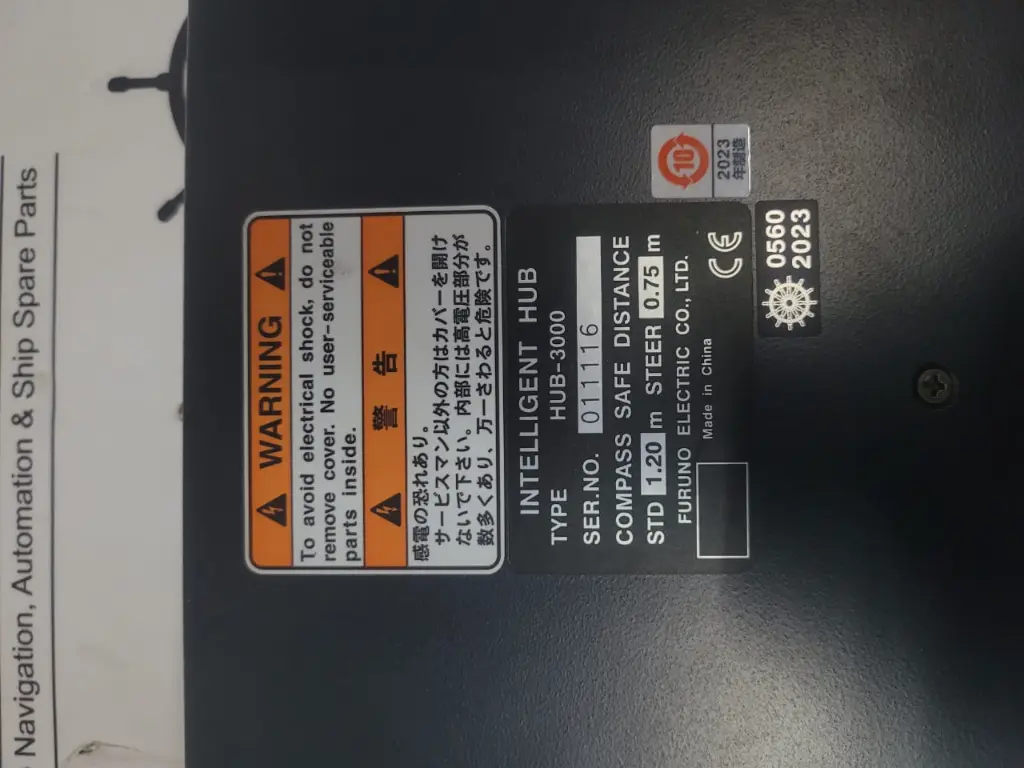 Navigation, Automation & Ship Spare Parts
WARNING
To avoid electrical shock, do not
remove cover. No user-serviceable
parts inside.
警告
感電の恐れあり。
サービスマン以外の方はカバーを開け
ないで下さい。内部には高電圧部分が
数多くあり、万一さわると危険です。
INTELLIGENT HUB
TYPE HUB-3000
SER.NO. 011116
COMPASS SAFE DISTANCE
STD 1.20 m STEER 0.75 m
FURUNO ELECTRIC CO., LTD.
Made in China
CE
10
2023
年製造
0560
2023